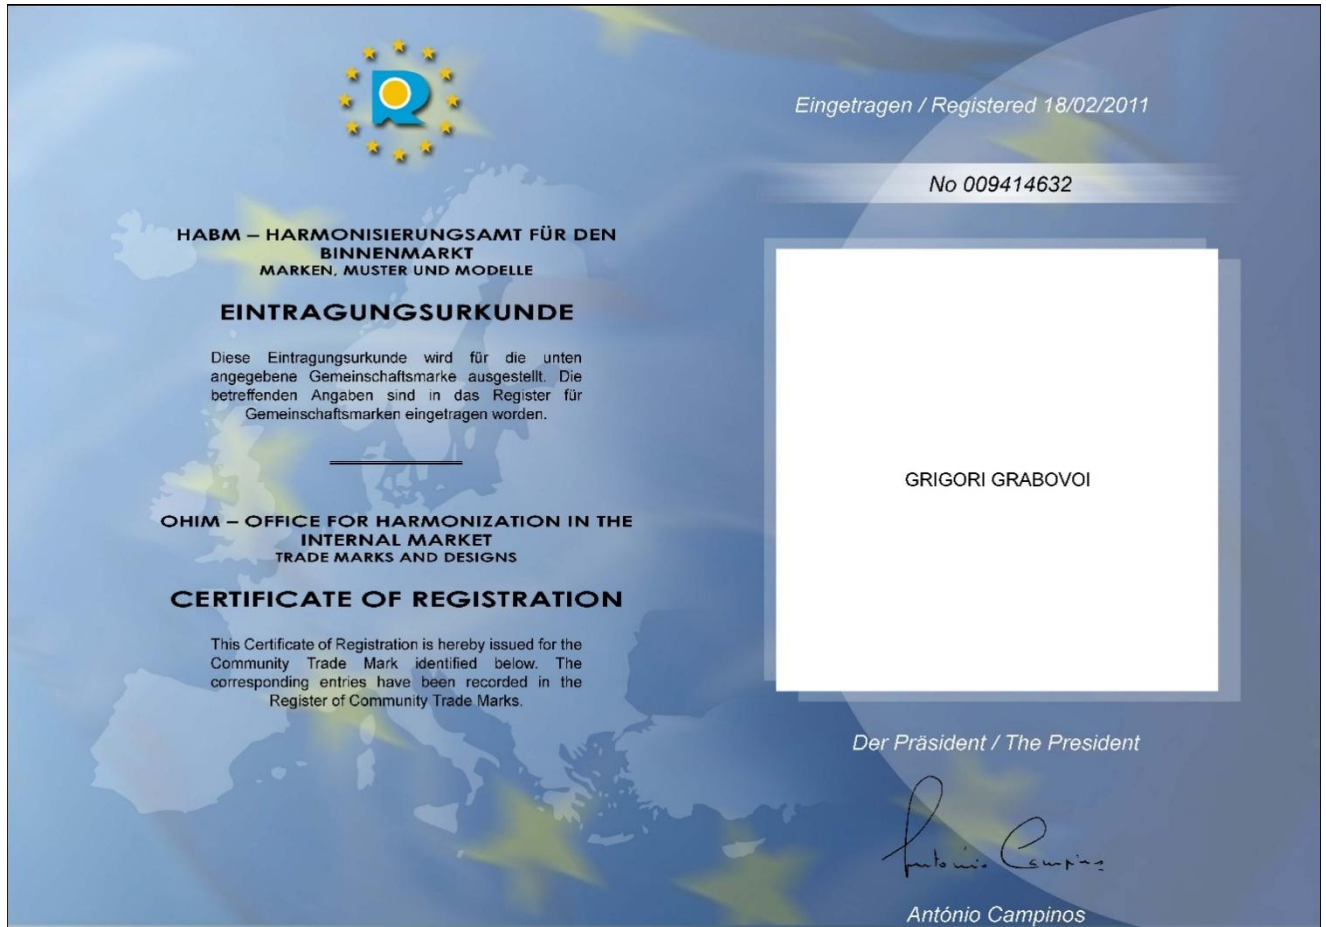 HABM – HARMONISIERUNGSAMT FÜR DEN
BINNENMARKT
MARKEN, MUSTER UND MODELLE
EINTRAGUNGSURKUNDE
Diese Eintragungsurkunde wird für die unten
angegebene Gemeinschaftsmarke ausgestellt. Die
betreffenden Angaben sind in das Register für
Gemeinschaftsmarken eingetragen worden.
OHIM – OFFICE FOR HARMONIZATION IN THE
INTERNAL MARKET
TRADE MARKS AND DESIGNS
CERTIFICATE OF REGISTRATION
This Certificate of Registration is hereby issued for the
Community Trade Mark identified below. The
corresponding entries have been recorded in the
Register of Community Trade Marks.
Eingetragen / Registered 18/02/2011
No 009414632
GRIGORI GRABOVOI
Der Präsident / The President
António Campinos
António Campinos